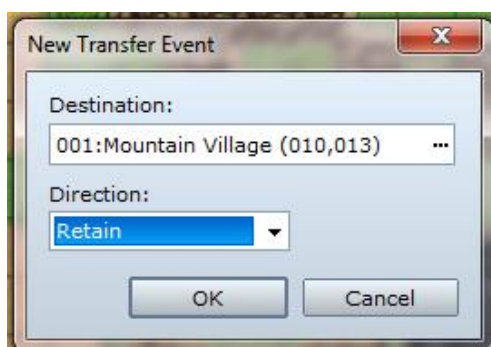 New Transfer Event
Destination:
001:Mountain Village (010,013) ...
Direction:
Retain
OK Cancel